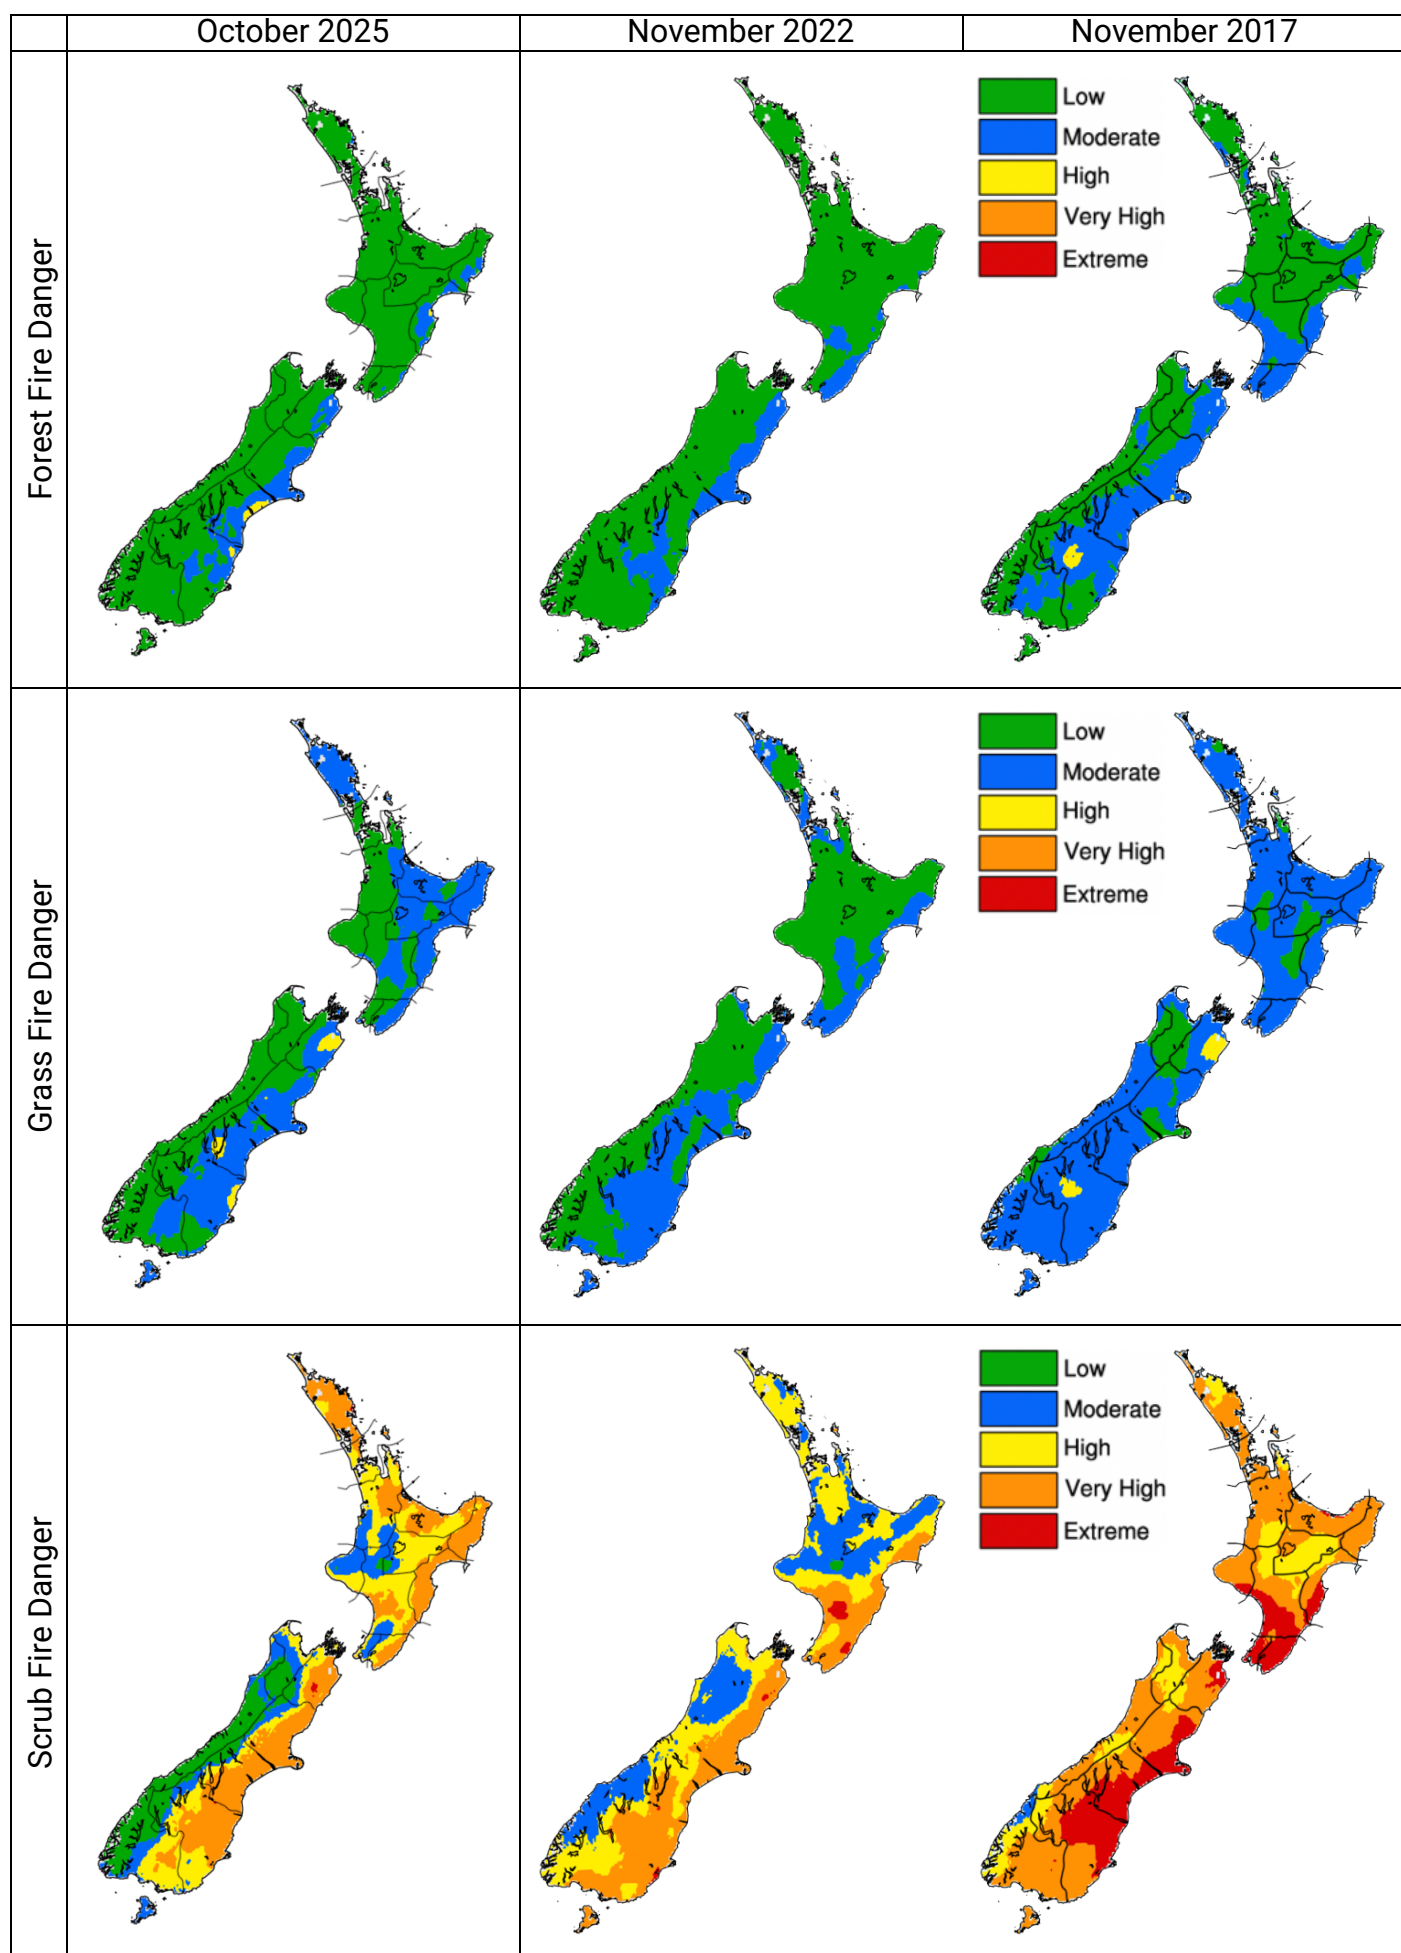 October 2025
November 2022
November 2017
Forest Fire Danger
Low
Moderate
High
Very High
Extreme
Grass Fire Danger
Low
Moderate
High
Very High
Extreme
Scrub Fire Danger
Low
Moderate
High
Very High
Extreme